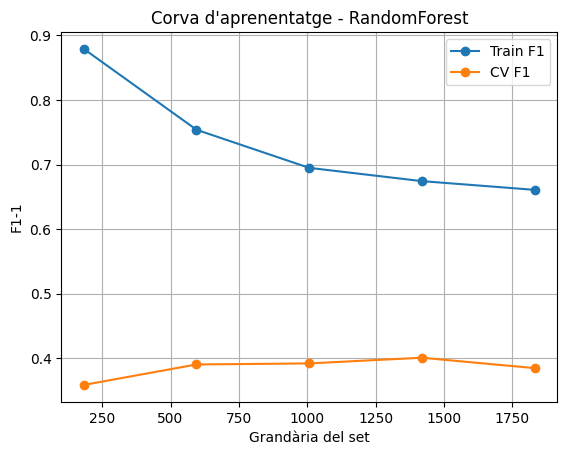 Corva d'aprenentatge - RandomForest
0.9
0.8
0.7
0.6
0.5
0.4
F1-1
Train F1
CV F1
250 500 750 1000 1250 1500 1750
Grandària del set